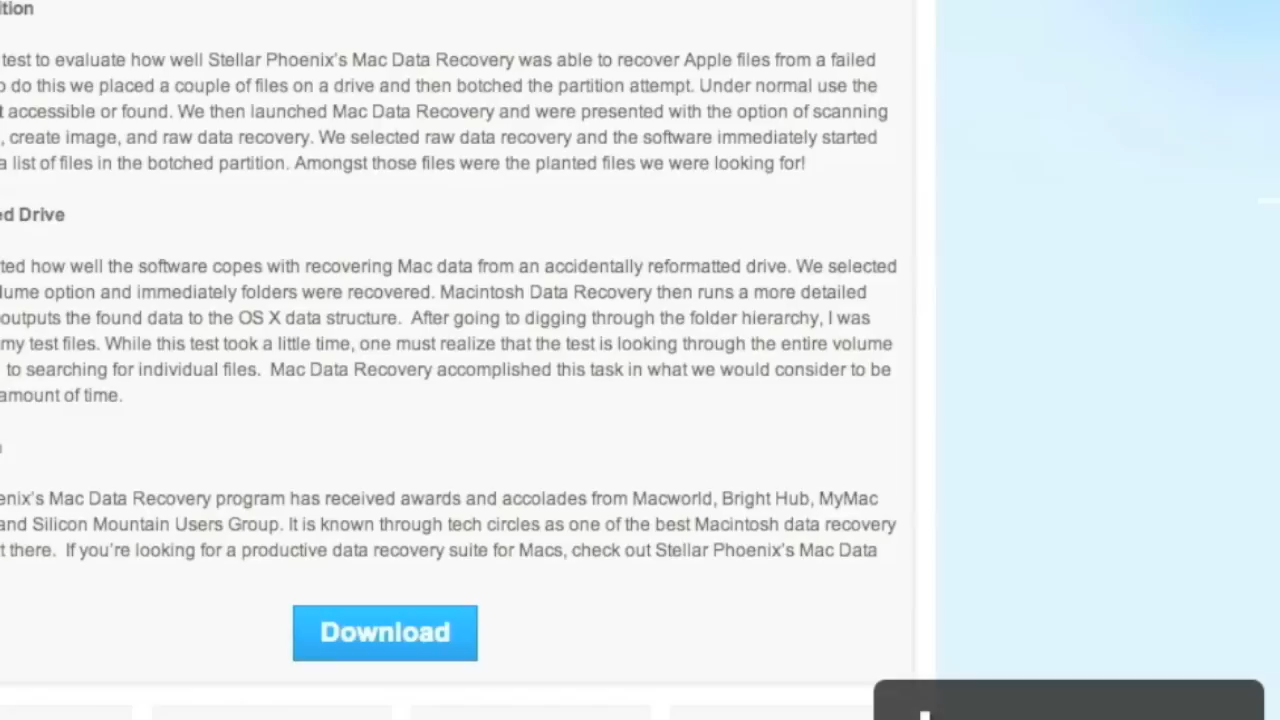 ition
test to evaluate how well Stellar Phoenix's Mac Data Recovery was able to recover Apple files from a failed
o do this we placed a couple of files on a drive and then botched the partition attempt. Under normal use the
t accessible or found. We then launched Mac Data Recovery and were presented with the option of scanning
, create image, and raw data recovery. We selected raw data recovery and the software immediately started
a list of files in the botched partition. Amongst those files were the planted files we were looking for!
ed Drive
ted how well the software copes with recovering Mac data from an accidentally reformatted drive. We selected
lume option and immediately folders were recovered. Macintosh Data Recovery then runs a more detailed
outputs the found data to the OS X data structure. After going to digging through the folder hierarchy, I was
my test files. While this test took a little time, one must realize that the test is looking through the entire volume
to searching for individual files. Mac Data Recovery accomplished this task in what we would consider to be
amount of time.
enix's Mac Data Recovery program has received awards and accolades from Macworld, Bright Hub, MyMac
and Silicon Mountain Users Group. It is known through tech circles as one of the best Macintosh data recovery
t there. If you're looking for a productive data recovery suite for Macs, check out Stellar Phoenix's Mac Data
Download